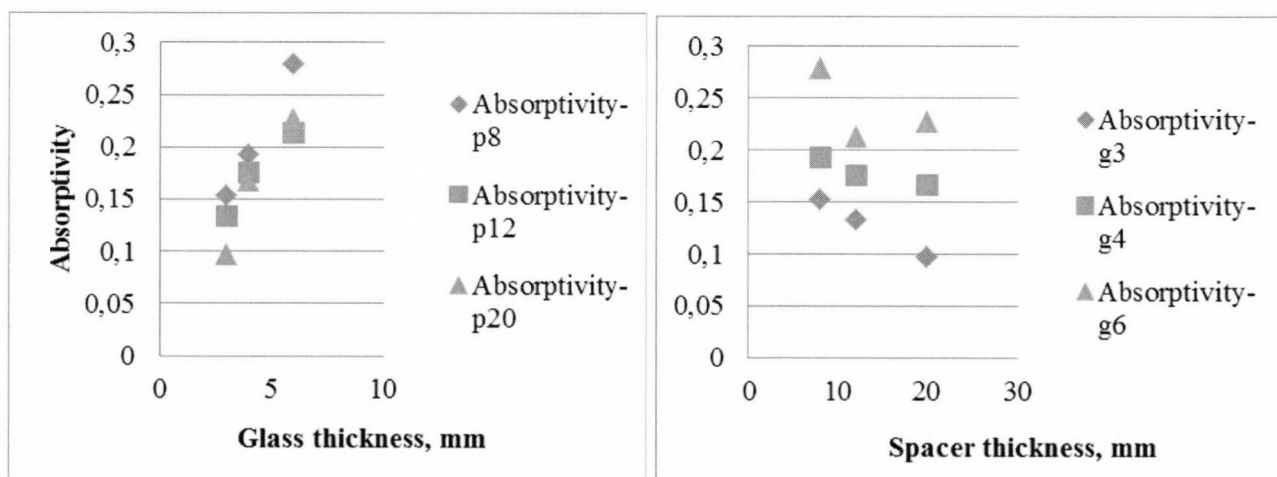 0,3
0,25
0,2
0,15
0,1
0,05
0
Absorptivity
0
5
10
Glass thickness, mm
Absorptivity-
p8
Absorptivity-
p12
Absorptivity-
p20
0,3
0,25
0,2
0,15
0,1
0,05
0
0
10
20
30
Spacer thickness, mm
Absorptivity-
g3
Absorptivity-
g4
Absorptivity-
g6